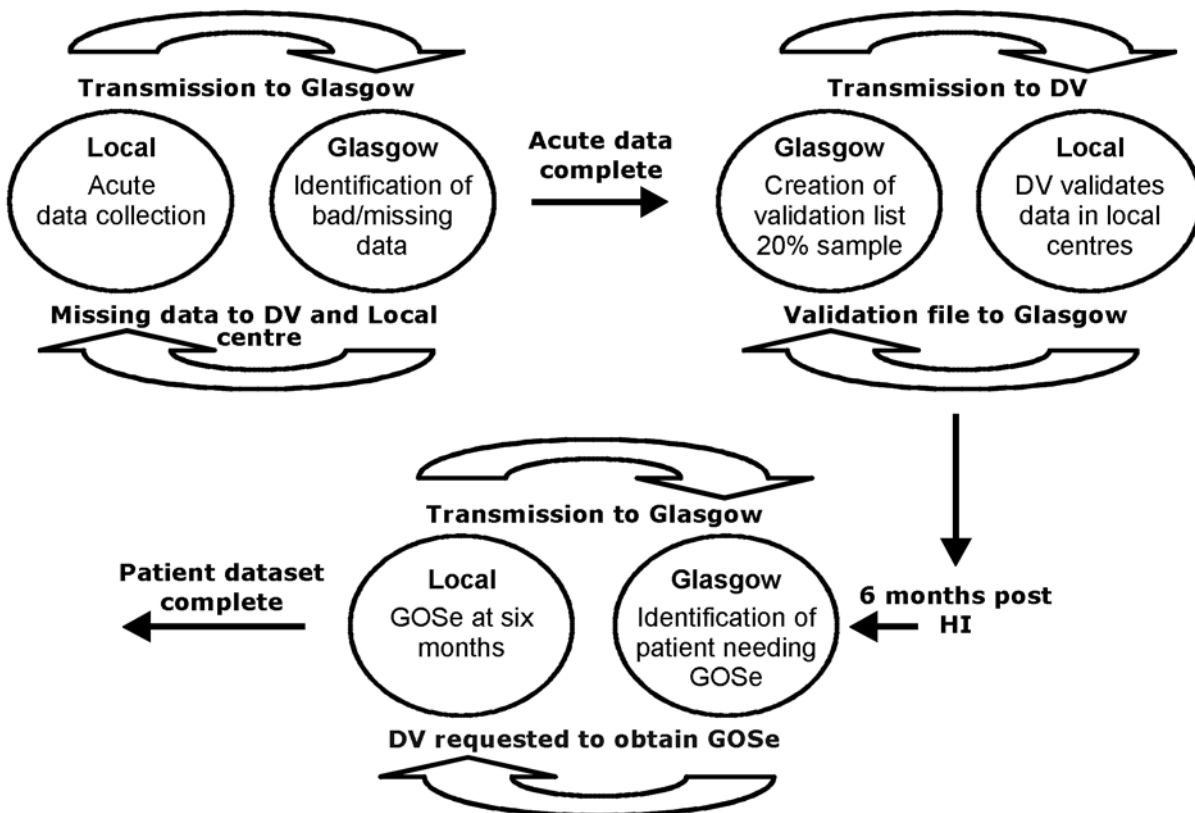 Transmission to Glasgow
Local
Acute
data collection
Glasgow
Identification of
bad/missing
data
Missing data to DV and Local
centre
Acute data
complete
Transmission to DV
Glasgow
Creation of
validation list
20% sample
Local
DV validates
data in local
centres
Validation file to Glasgow
6 months post
HI
Transmission to Glasgow
Local
GOSe at six
months
Glasgow
Identification of
patient needing
GOSe
DV requested to obtain GOSe
Patient dataset
complete